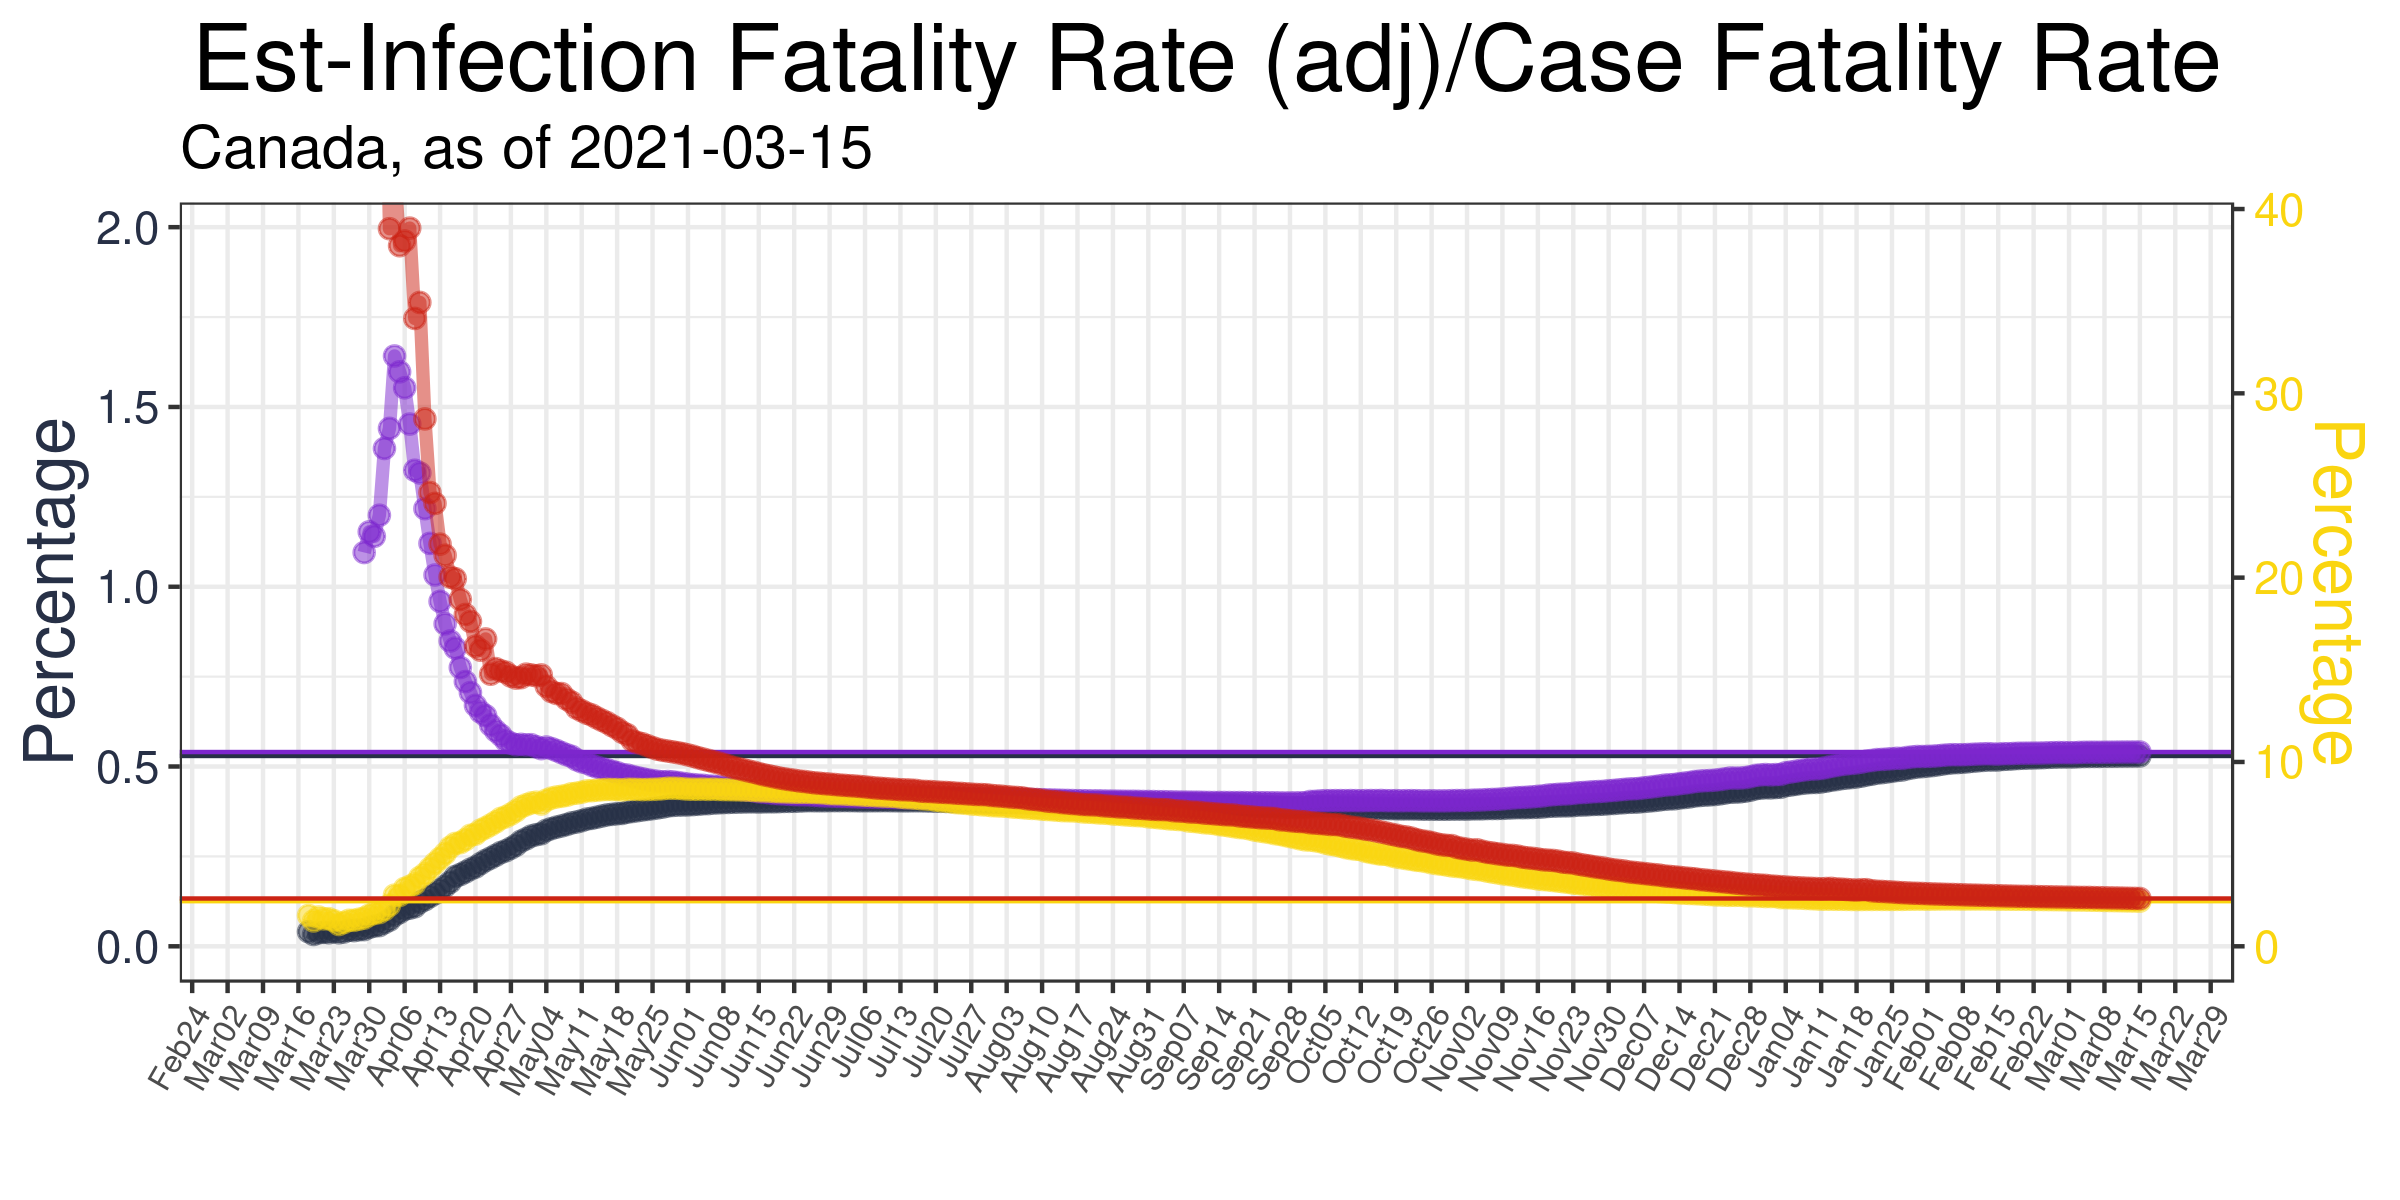 Est-Infection Fatality Rate (adj)/Case Fatality Rate
Canada, as of 2021-03-15
Percentage
2.0
1.5
1.0
0.5
0.0
40
30
20
10
0
Percentage
Feb24 Mar02 Mar09 Mar16 Mar23 Mar30 Apr06 Apr13 Apr20 Apr27 May04 May11 May18 May25 Jun01 Jun08 Jun15 Jun22 Jun29 Jul06 Jul13 Jul20 Jul27 Aug03 Aug10 Aug17 Aug24 Aug31 Sep07 Sep14 Sep21 Sep28 Oct05 Oct12 Oct19 Oct26 Nov02 Nov09 Nov16 Nov23 Nov30 Dec07 Dec14 Dec21 Dec28 Jan04 Jan11 Jan18 Jan25 Feb01 Feb08 Feb15 Feb22 Mar01 Mar08 Mar15 Mar22 Mar29